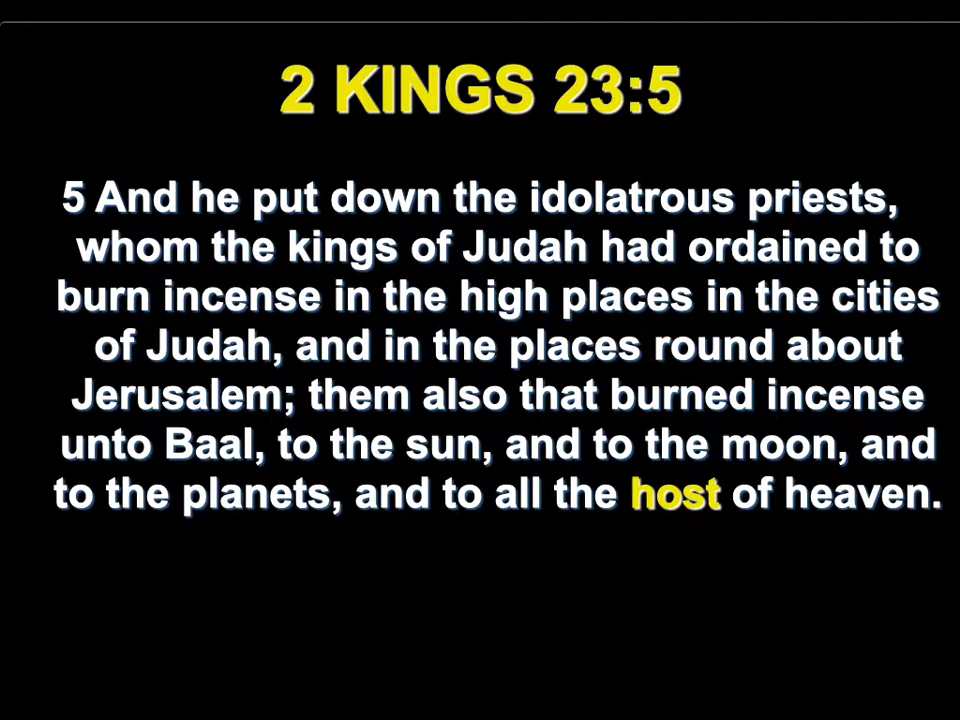 2 KINGS 23:5
5 And he put down the idolatrous priests,
whom the kings of Judah had ordained to
burn incense in the high places in the cities
of Judah, and in the places round about
Jerusalem; them also that burned incense
unto Baal, to the sun, and to the moon, and
to the planets, and to all the host of heaven.